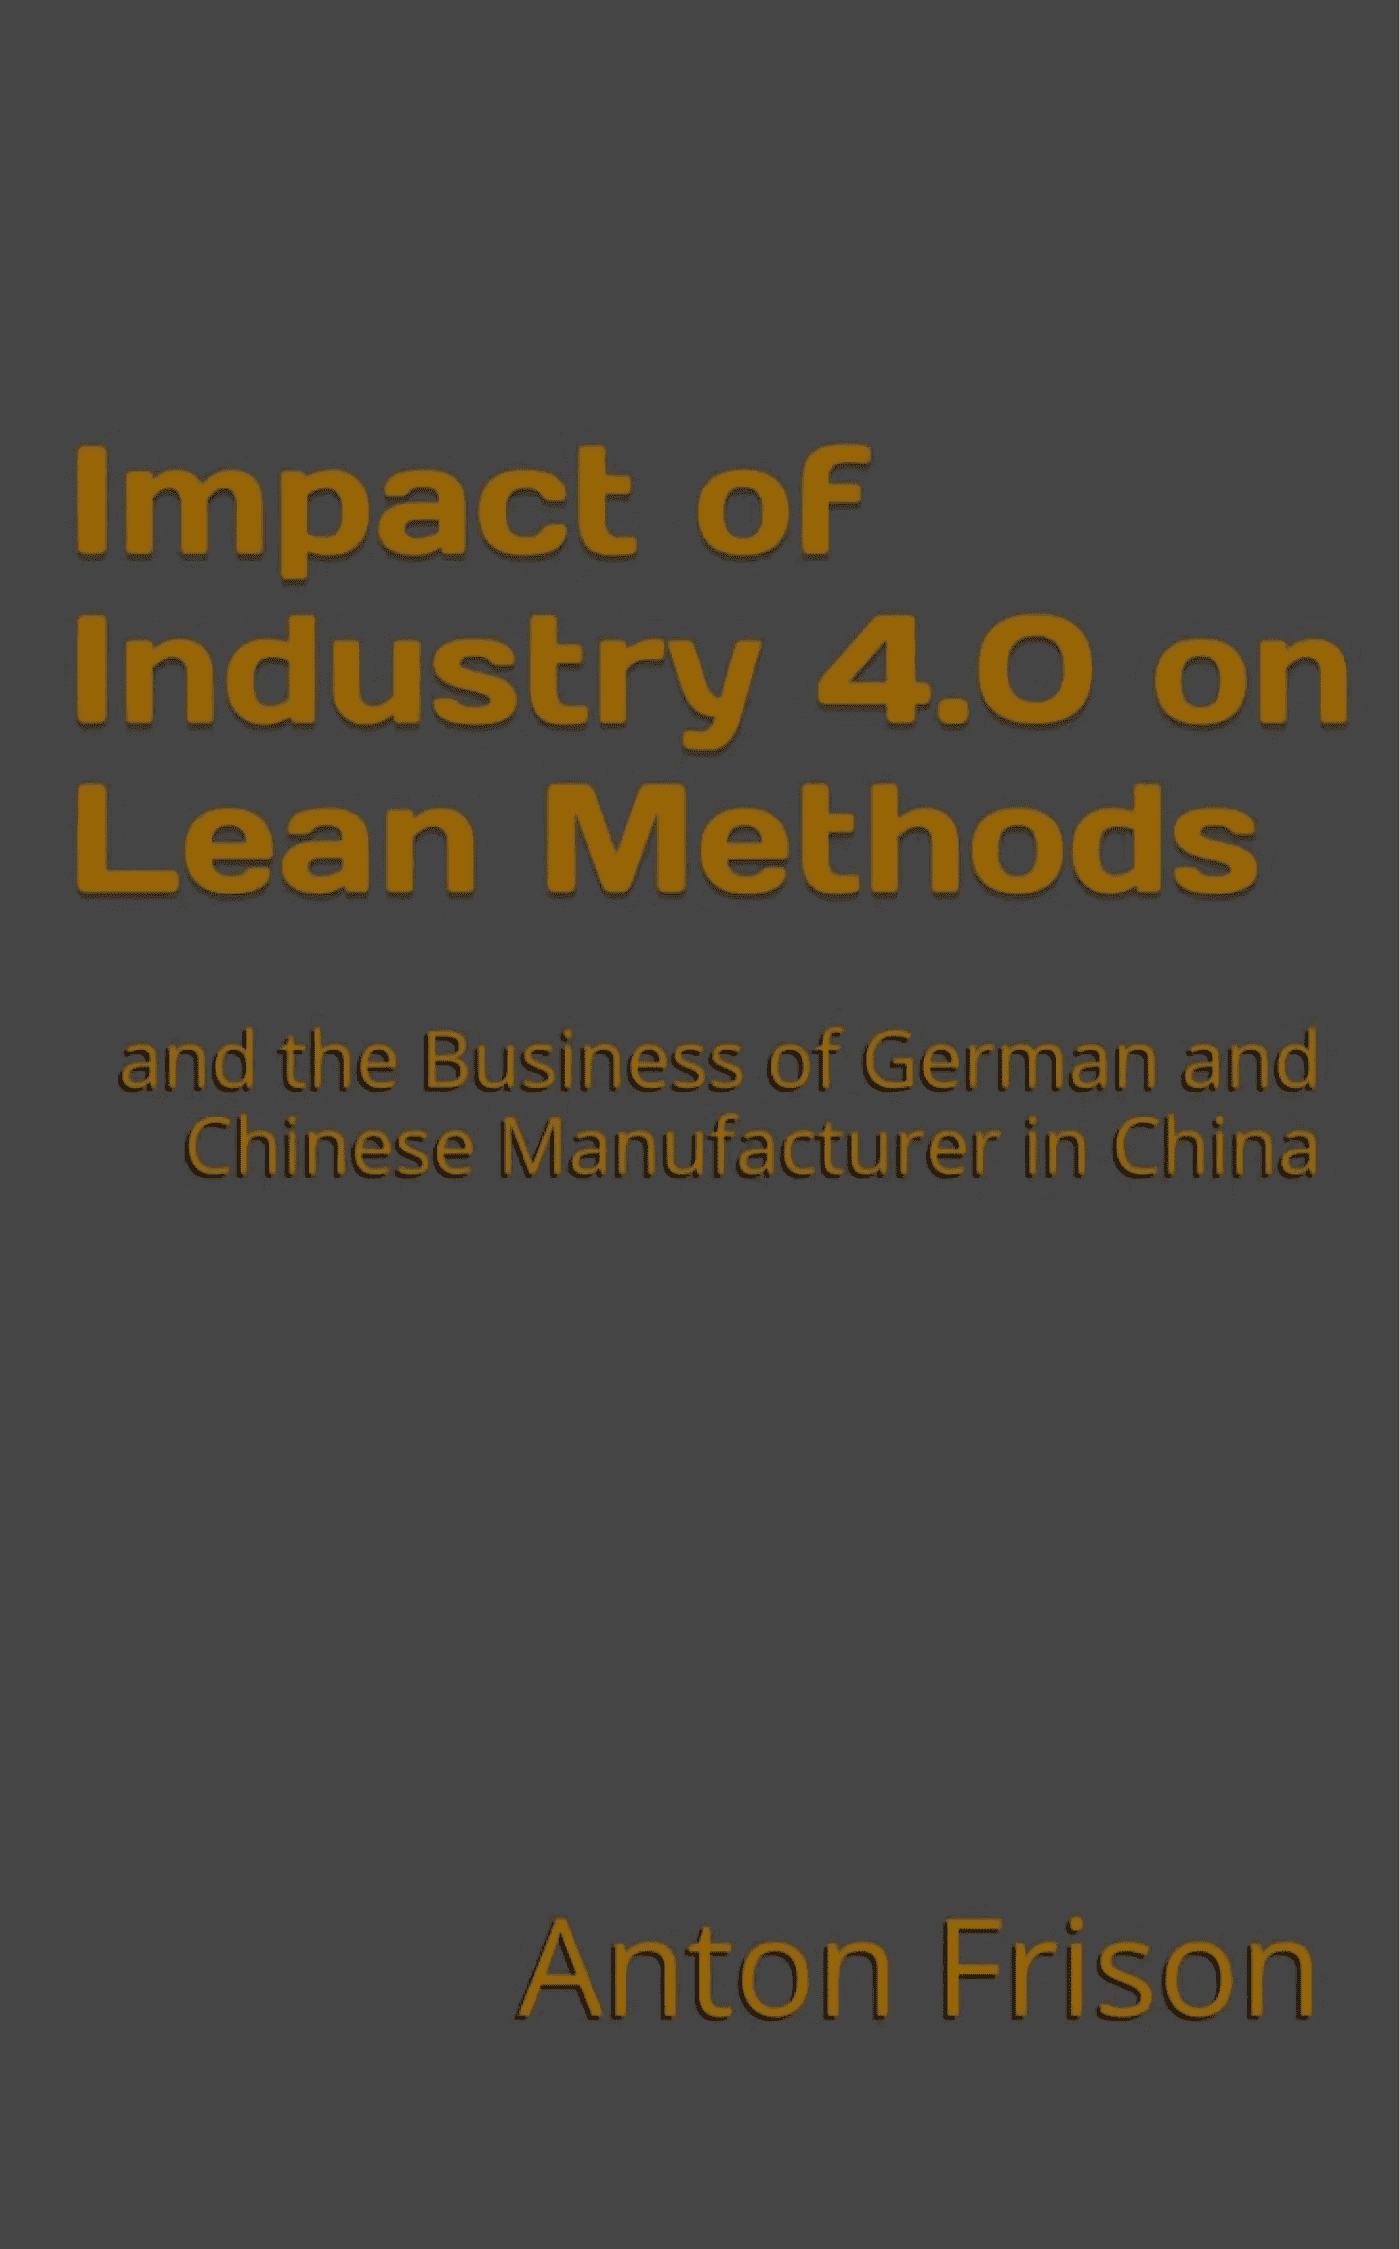 Impact of
Industry 4.0 on
Lean Methods
and the Business of German and
Chinese Manufacturer in China
Anton Frison